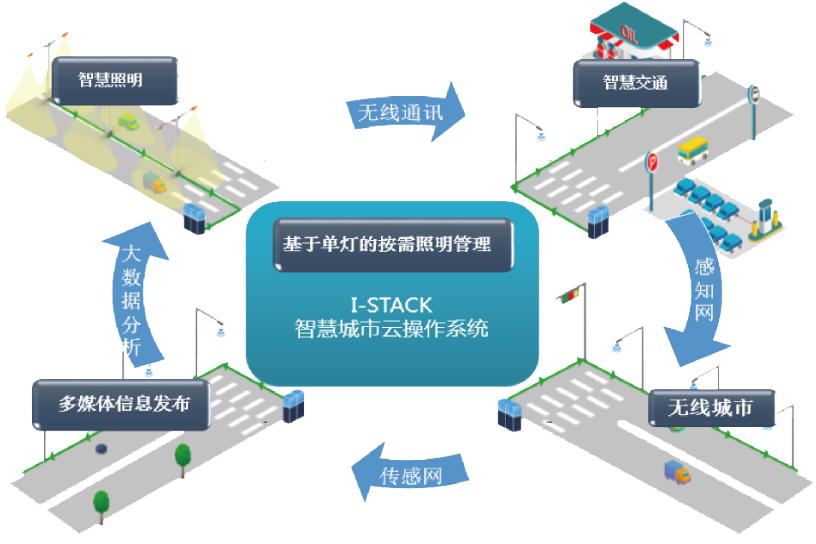 智慧照明
无线通讯
OIL
智慧交通
P
P
基于单灯的按需照明管理
I-STACK
智慧城市云操作系统
大数据分析
感知网
多媒体信息发布
无线城市
传感网